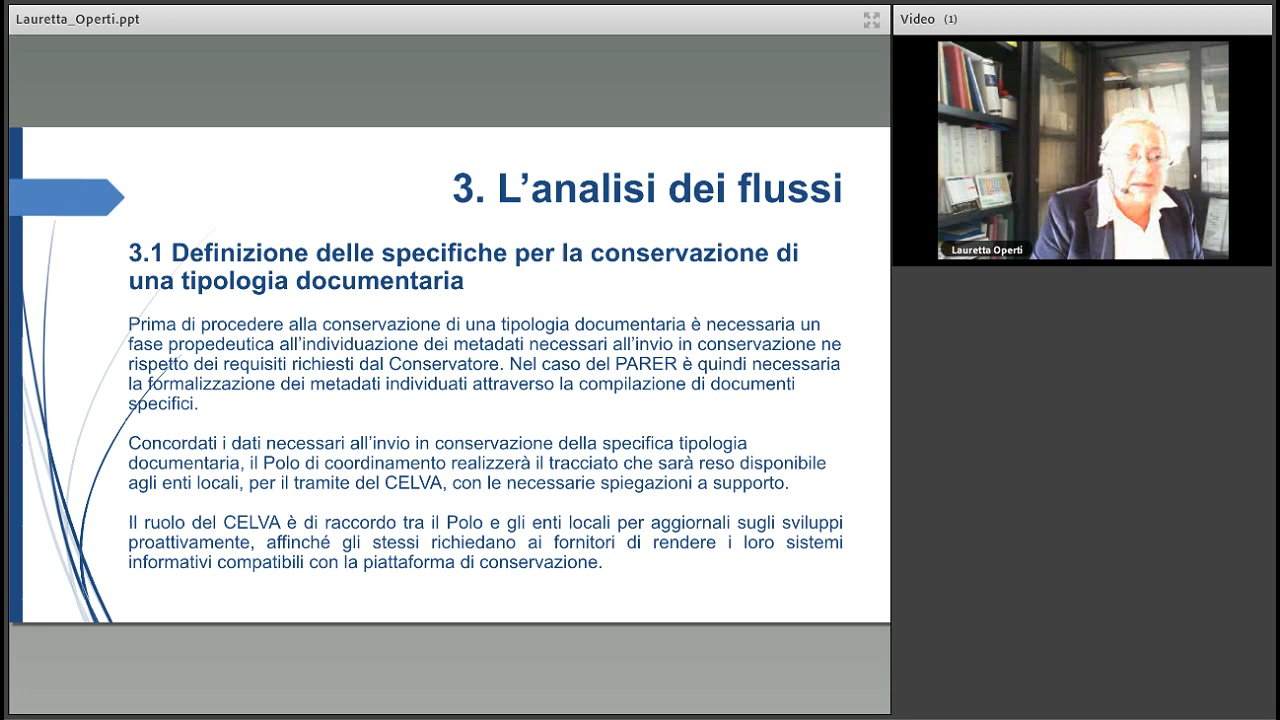 Lauretta_Operti.ppt
Video (1)
3. L’analisi dei flussi
3.1 Definizione delle specifiche per la conservazione di
una tipologia documentaria
Prima di procedere alla conservazione di una tipologia documentaria è necessaria un
fase propedeutica all’individuazione dei metadati necessari all’invio in conservazione ne
rispetto dei requisiti richiesti dal Conservatore. Nel caso del PARER è quindi necessaria
la formalizzazione dei metadati individuati attraverso la compilazione di documenti
specifici.
Concordati i dati necessari all’invio in conservazione della specifica tipologia
documentaria, il Polo di coordinamento realizzerà il tracciato che sarà reso disponibile
agli enti locali, per il tramite del CELVA, con le necessarie spiegazioni a supporto.
Il ruolo del CELVA è di raccordo tra il Polo e gli enti locali per aggiornali sugli sviluppi
proattivamente, affinché gli stessi richiedano ai fornitori di rendere i loro sistemi
informativi compatibili con la piattaforma di conservazione.
Lauretta Operti